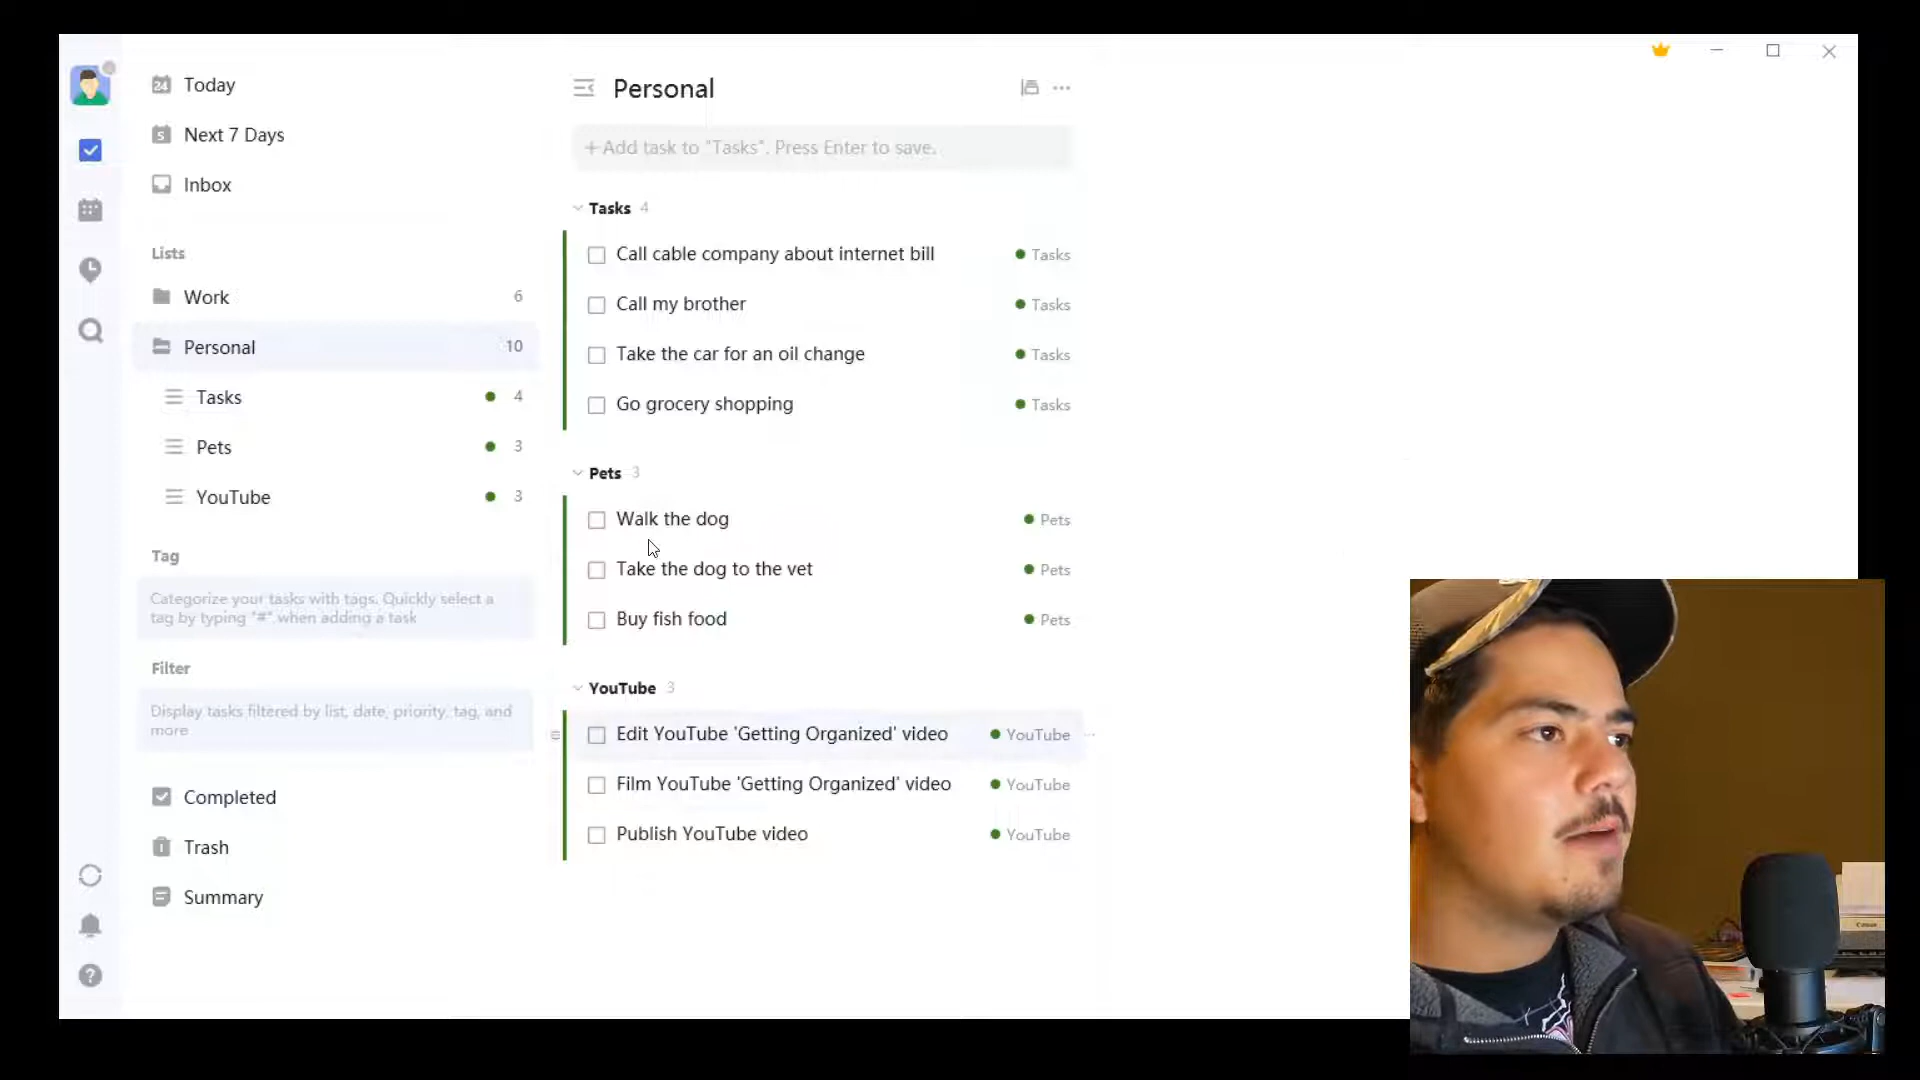 24 Today
S Next 7 Days
Inbox
Lists
Work 6
Personal 10
Tasks 4
Pets 3
YouTube 3
Tag
Categorize your tasks with tags. Quickly select a
tag by typing "#" when adding a task
Filter
Display tasks filtered by list, date, priority, tag, and
more
Completed
Trash
Summary
?
Personal
+ Add task to "Tasks". Press Enter to save.
Tasks 4
Call cable company about internet bill Tasks
Call my brother Tasks
Take the car for an oil change Tasks
Go grocery shopping Tasks
Pets 3
Walk the dog Pets
Take the dog to the vet Pets
Buy fish food Pets
YouTube 3
Edit YouTube 'Getting Organized' video YouTube
Film YouTube 'Getting Organized' video YouTube
Publish YouTube video YouTube
Canon